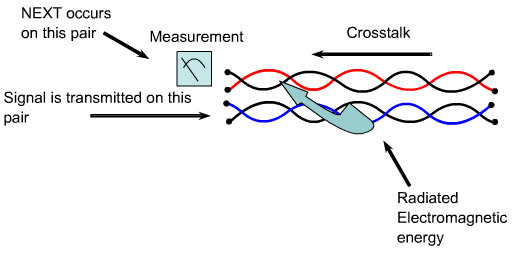 NEXT occurs
on this pair
Measurement
Crosstalk
Signal is transmitted on this
pair
Radiated
Electromagnetic
energy